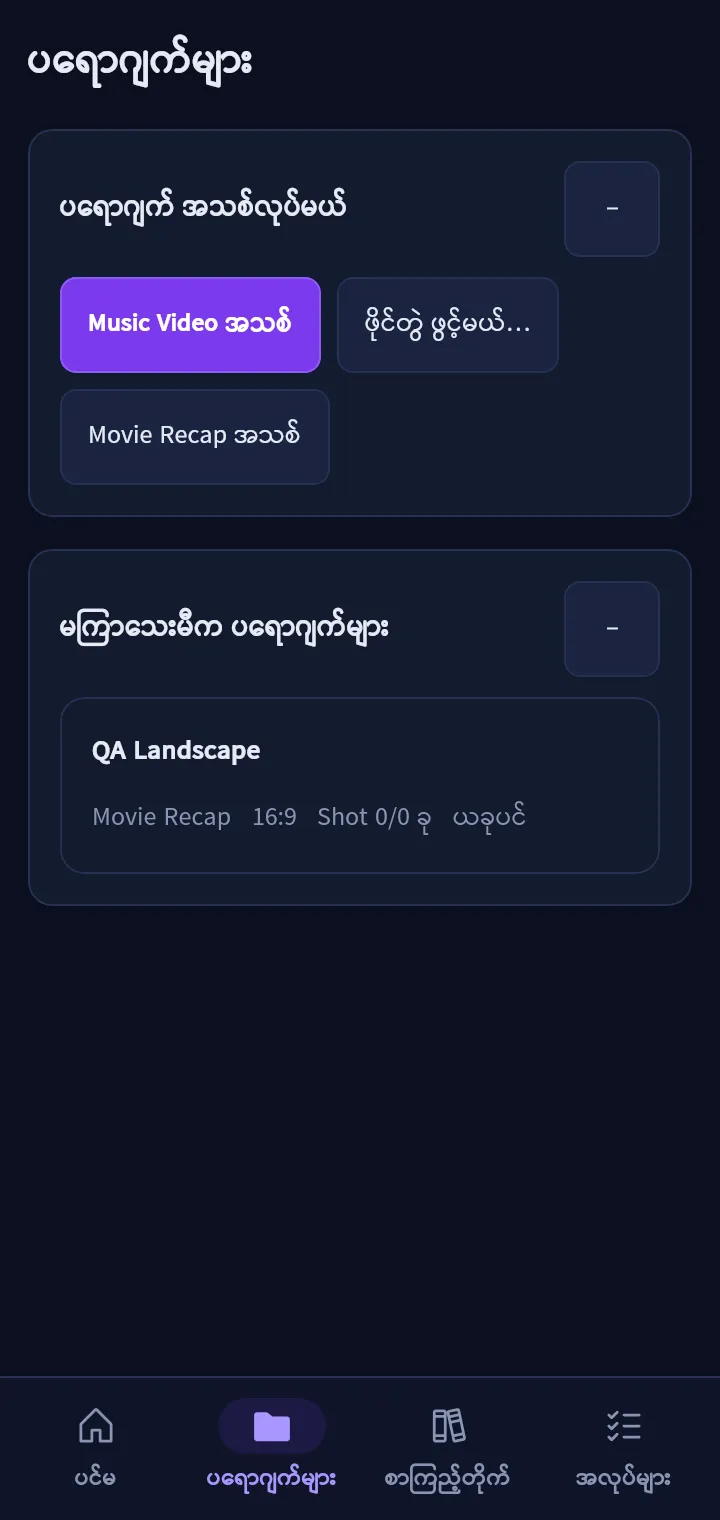 ပရောဂျက်များ
ပရောဂျက် အသစ်လုပ်မယ်
–
Music Video အသစ်
ဖိုင်တွဲ ဖွင့်မယ်...
Movie Recap အသစ်
မကြာသေးမီက ပရောဂျက်များ
–
QA Landscape
Movie Recap 16:9 Shot 0/0 ခု ယခုပင်
ပင်မ
ပရောဂျက်များ
စာကြည့်တိုက်
အလုပ်များ